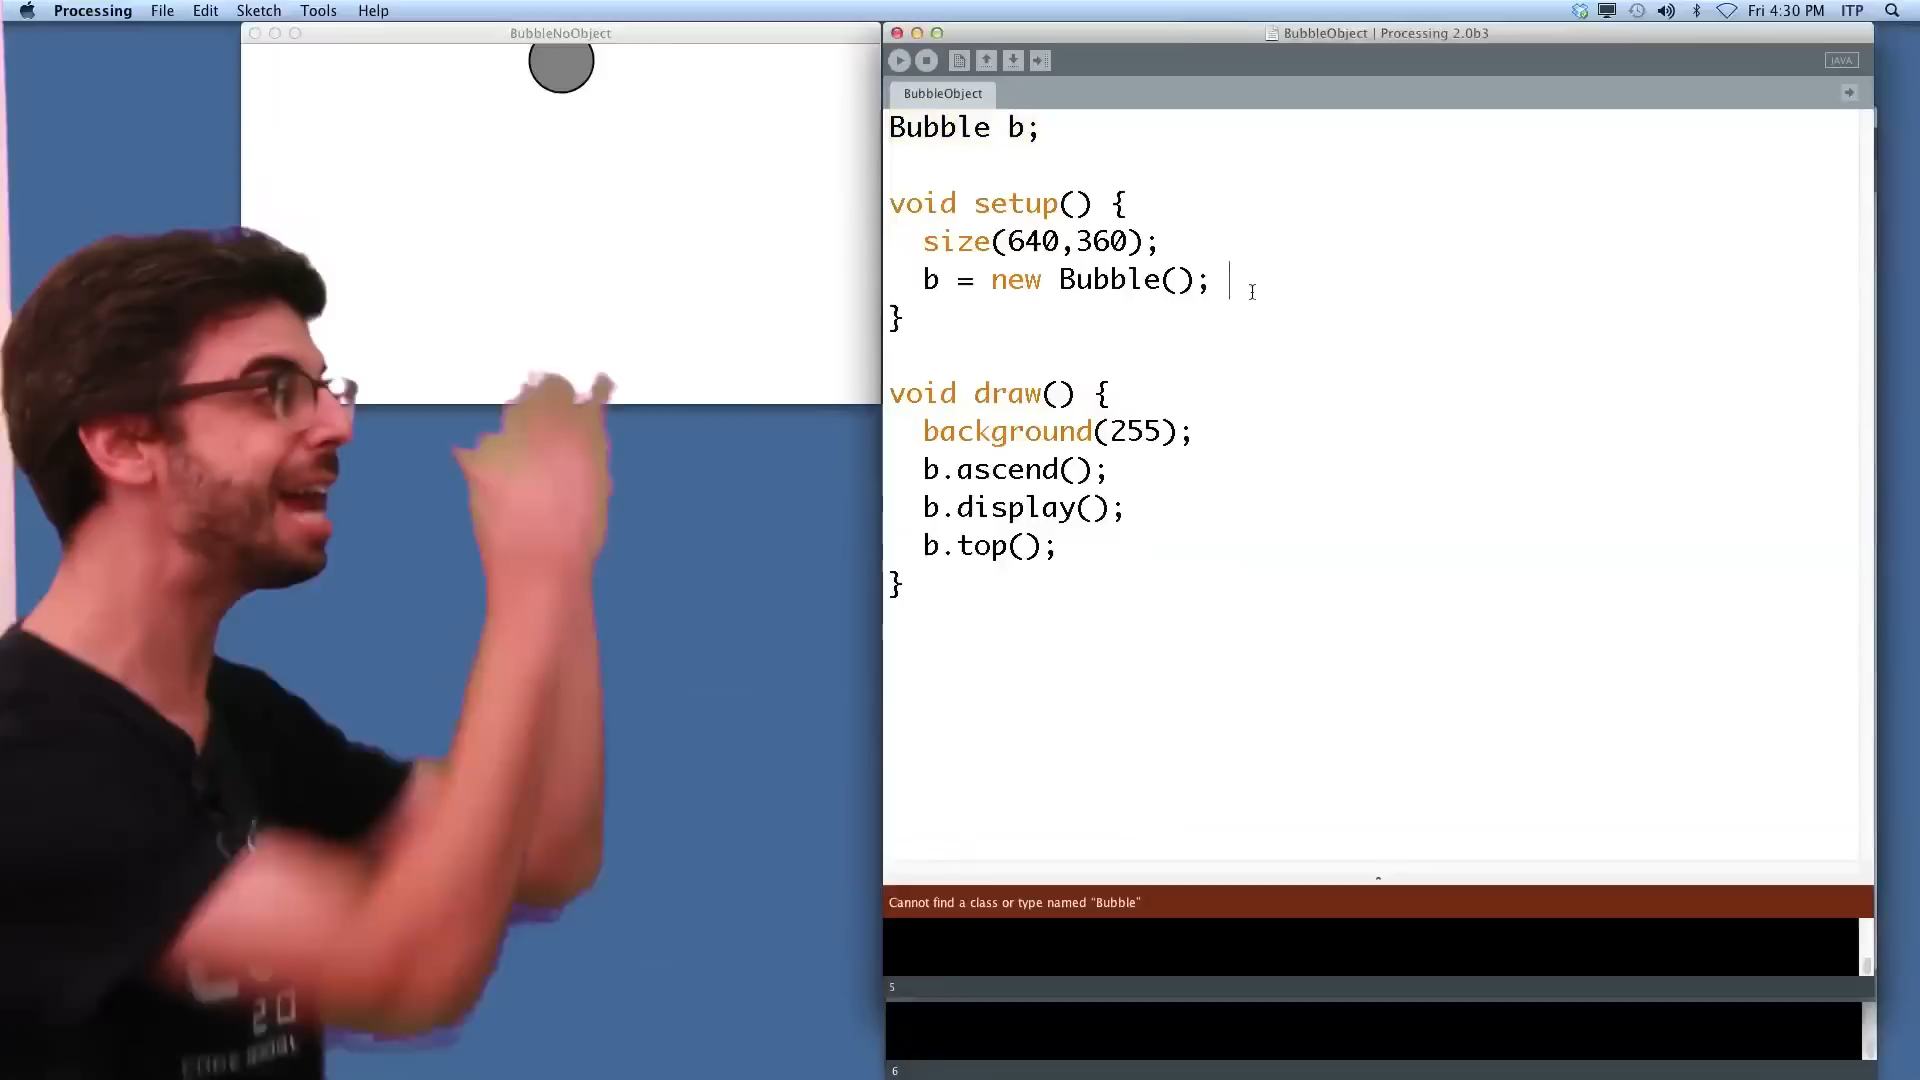 Processing File Edit Sketch Tools Help Fri 4:30 PM ITP
BubbleNoObject
BubbleObject | Processing 2.0b3
JAVA
BubbleObject
Bubble b;
void setup() {
size(640,360);
b = new Bubble();
}
void draw() {
background(255);
b.ascend();
b.display();
b.top();
}
Cannot find a class or type named "Bubble"
5
6
20